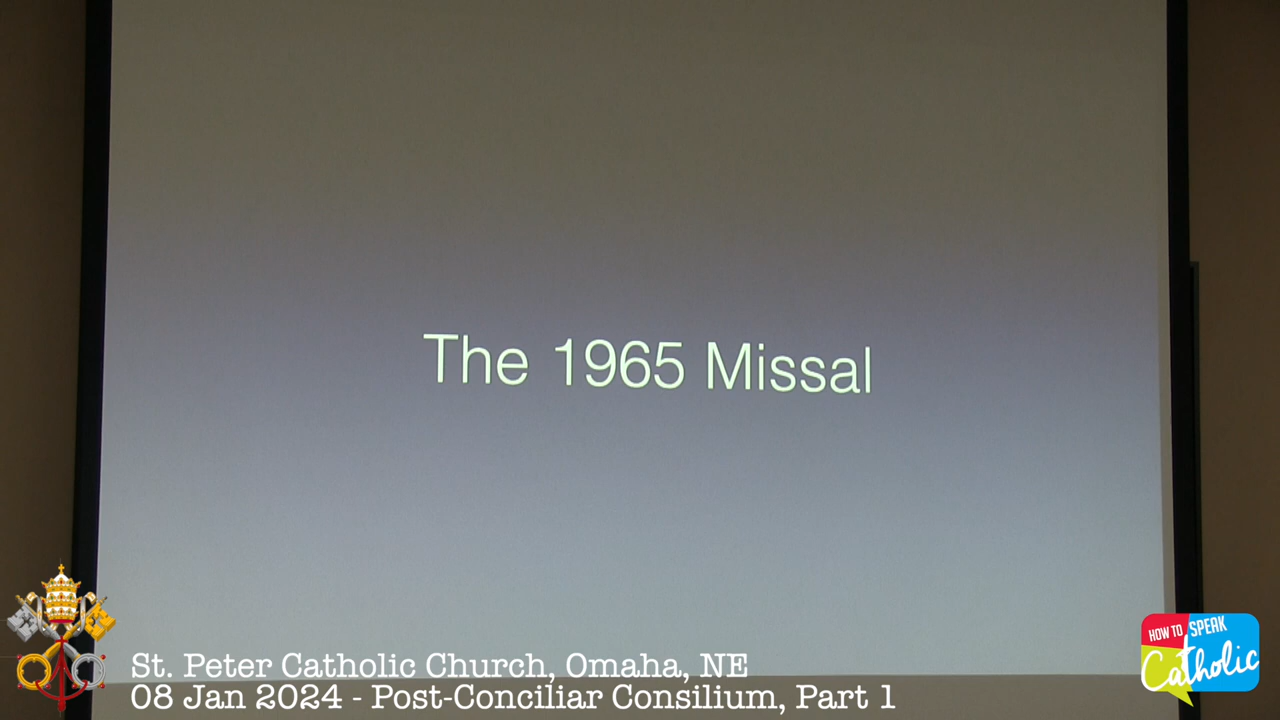 The 1965 Missal
St. Peter Catholic Church, Omaha, NE
08 Jan 2024 - Post-Conciliar Consilium, Part 1
HOW TO SPEAK
Catholic